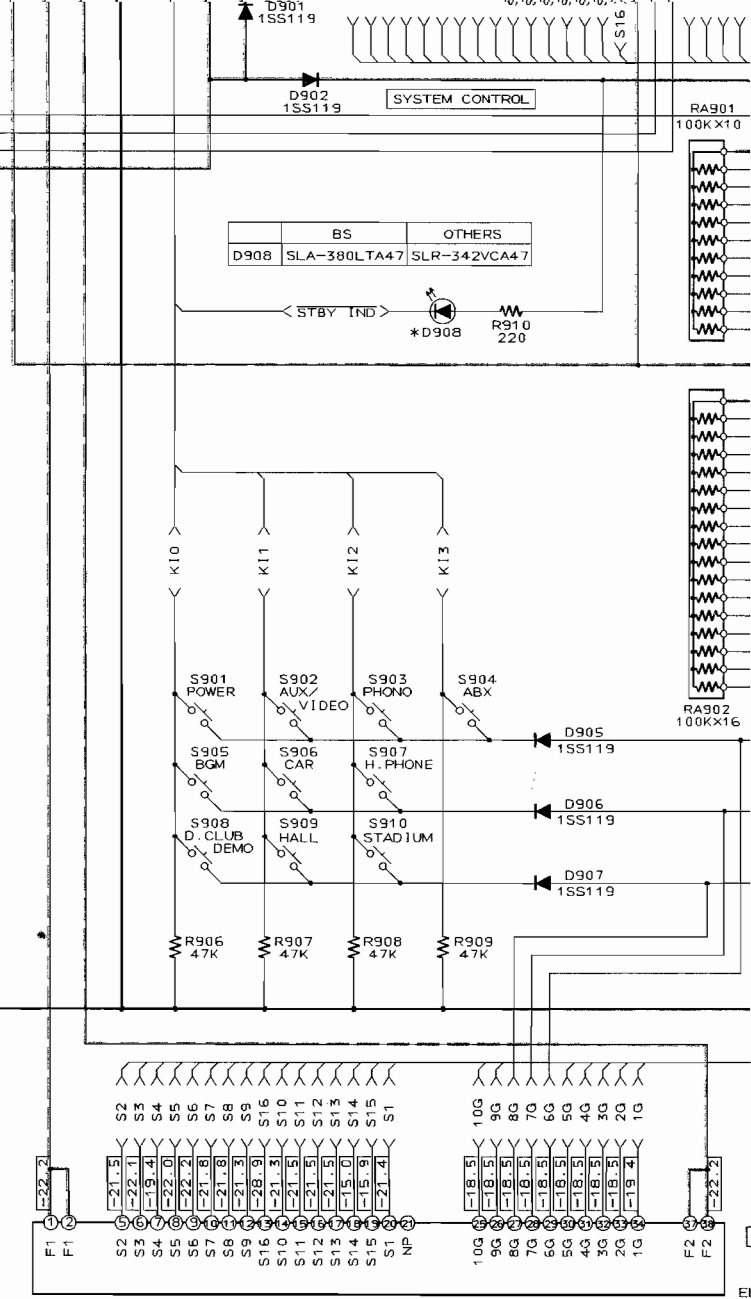 D901
1SS119
S16
D902
1SS119
SYSTEM CONTROL
RA901
100KX10
BS OTHERS
D908 SLA-380LTA47 SLR-342VCA47
STBY IND
*D908
R910
220
KI0 KI1 KI2 KI3
RA902
100KX16
S901
POWER
S902
AUX/
VIDEO
S903
PHONO
S904
ABX
D905
1SS119
S905
BGM
S906
CAR
S907
H.PHONE
D906
1SS119
S908
D.CLUB
DEMO
S909
HALL
S910
STADIUM
D907
1SS119
*
R906
47K
R907
47K
R908
47K
R909
47K
S2 S3 S4 S5 S6 S7 S8 S9 S16 S10 S11 S12 S13 S14 S15 S1 10G 9G 8G 7G 6G 5G 4G 3G 2G 1G
-22.2 -21.5 -22.1 -19.4 -22.0 -22.2 -21.8 -21.8 -21.3 -28.9 -21.3 -21.5 -21.5 -21.5 -15.0 -15.9 -21.4 -18.5 -18.5 -18.5 -18.5 -18.5 -18.5 -18.5 -18.5 -18.5 -19.4 -22.2
1 2 5 6 7 8 9 10 11 12 13 14 15 16 17 18 19 20 21 25 26 27 28 29 30 31 32 33 34 37 38
F1 F1 S2 S3 S4 S5 S6 S7 S8 S9 S16 S10 S11 S12 S13 S14 S15 S1 NP 10G 9G 8G 7G 6G 5G 4G 3G 2G 1G F2 F2